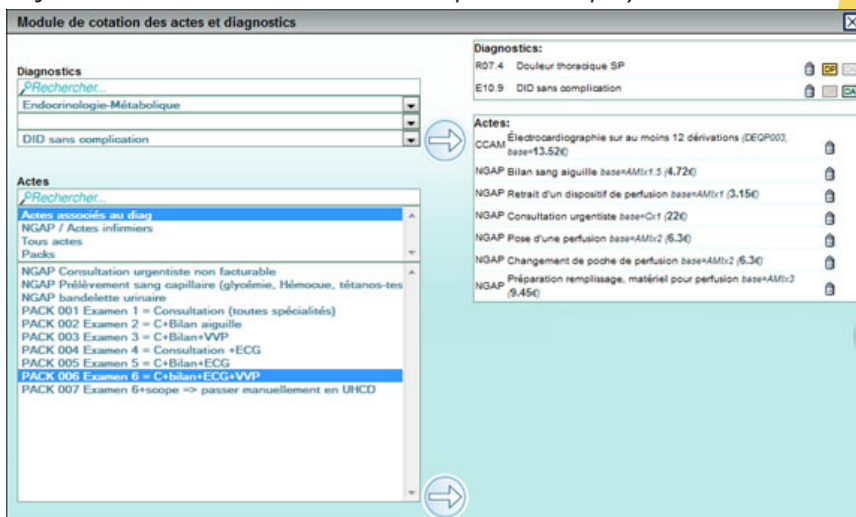 Module de cotation des actes et diagnostics
Diagnostics
Rechercher...
Endocrinologie-Métabolique
DID sans complication
Actes
Rechercher...
Actes associés au diag
NGAP / Actes infirmiers
Tous actes
Packs
NGAP Consultation urgentiste non facturable
NGAP Prélèvement sang capillaire (glycémie, Hémocue, tétanos-tes
NGAP bandelette urinaire
PACK 001 Examen 1 = Consultation (toutes spécialités)
PACK 002 Examen 2 = C+Bilan aiguille
PACK 003 Examen 3 = C+Bilan+VVP
PACK 004 Examen 4 = Consultation +ECG
PACK 005 Examen 5 = C+Bilan+ECG
PACK 006 Examen 6 = C+bilan+ECG+VVP
PACK 007 Examen 6+scope => passer manuellement en UHCD
Diagnostics:
R07.4 Douleur thoracique SP DP
E10.9 DID sans complication DA
Actes:
CCAM Électrocardiographie sur au moins 12 dérivations (DEQP003,
base=13.52€)
NGAP Bilan sang aiguille base=AMIx1.5 (4.72€)
NGAP Retrait d'un dispositif de perfusion base=AMIx1 (3.15€)
NGAP Consultation urgentiste base=Cx1 (22€)
NGAP Pose d'une perfusion base=AMIx2 (6.3€)
NGAP Changement de poche de perfusion base=AMIx2 (6.3€)
NGAP Préparation remplissage, matériel pour perfusion base=AMIx3
(9.45€)